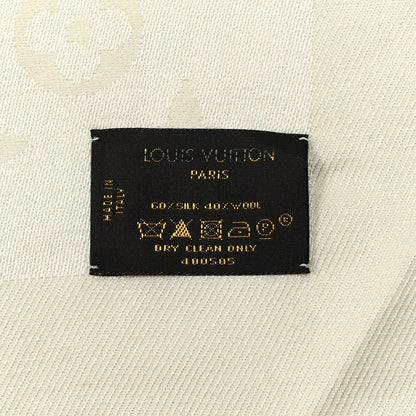 LOUIS VUITTON
PARIS
MADE IN
ITALY
60% SILK 40% WOOL
P ®
DRY CLEAN ONLY
400505